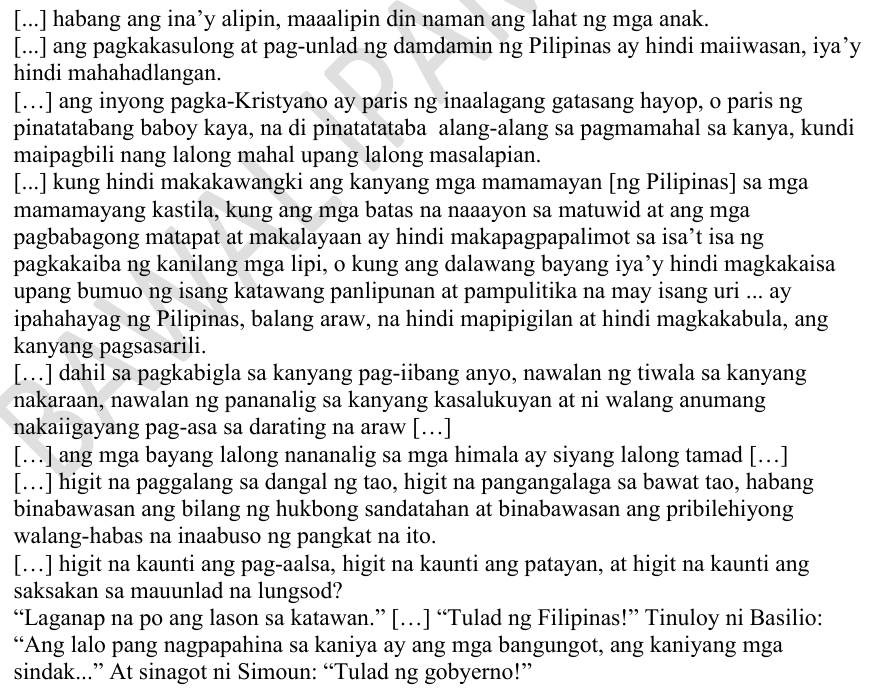 [...] habang ang ina’y alipin, maaalipin din naman ang lahat ng mga anak.
[...] ang pagkakasulong at pag-unlad ng damdamin ng Pilipinas ay hindi maiiwasan, iya’y
hindi mahahadlangan.
[…] ang inyong pagka-Kristyano ay paris ng inaalagang gatasang hayop, o paris ng
pinatatabang baboy kaya, na di pinatatataba  alang-alang sa pagmamahal sa kanya, kundi
maipagbili nang lalong mahal upang lalong masalapian.
[...] kung hindi makakawangki ang kanyang mga mamamayan [ng Pilipinas] sa mga
mamamayang kastila, kung ang mga batas na naaayon sa matuwid at ang mga
pagbabagong matapat at makalayaan ay hindi makapagpapalimot sa isa’t isa ng
pagkakaiba ng kanilang mga lipi, o kung ang dalawang bayang iya’y hindi magkakaisa
upang bumuo ng isang katawang panlipunan at pampulitika na may isang uri ... ay
ipahahayag ng Pilipinas, balang araw, na hindi mapipigilan at hindi magkakabula, ang
kanyang pagsasarili.
[…] dahil sa pagkabigla sa kanyang pag-iibang anyo, nawalan ng tiwala sa kanyang
nakaraan, nawalan ng pananalig sa kanyang kasalukuyan at ni walang anumang
nakaiigayang pag-asa sa darating na araw […]
[…] ang mga bayang lalong nananalig sa mga himala ay siyang lalong tamad […]
[…] higit na paggalang sa dangal ng tao, higit na pangangalaga sa bawat tao, habang
binabawasan ang bilang ng hukbong sandatahan at binabawasan ang pribilehiyong
walang-habas na inaabuso ng pangkat na ito.
[…] higit na kaunti ang pag-aalsa, higit na kaunti ang patayan, at higit na kaunti ang
saksakan sa mauunlad na lungsod?
“Laganap na po ang lason sa katawan.” […] “Tulad ng Filipinas!” Tinuloy ni Basilio:
“Ang lalo pang nagpapahina sa kaniya ay ang mga bangungot, ang kaniyang mga
sindak...” At sinagot ni Simoun: “Tulad ng gobyerno!”
BAWAL IPA